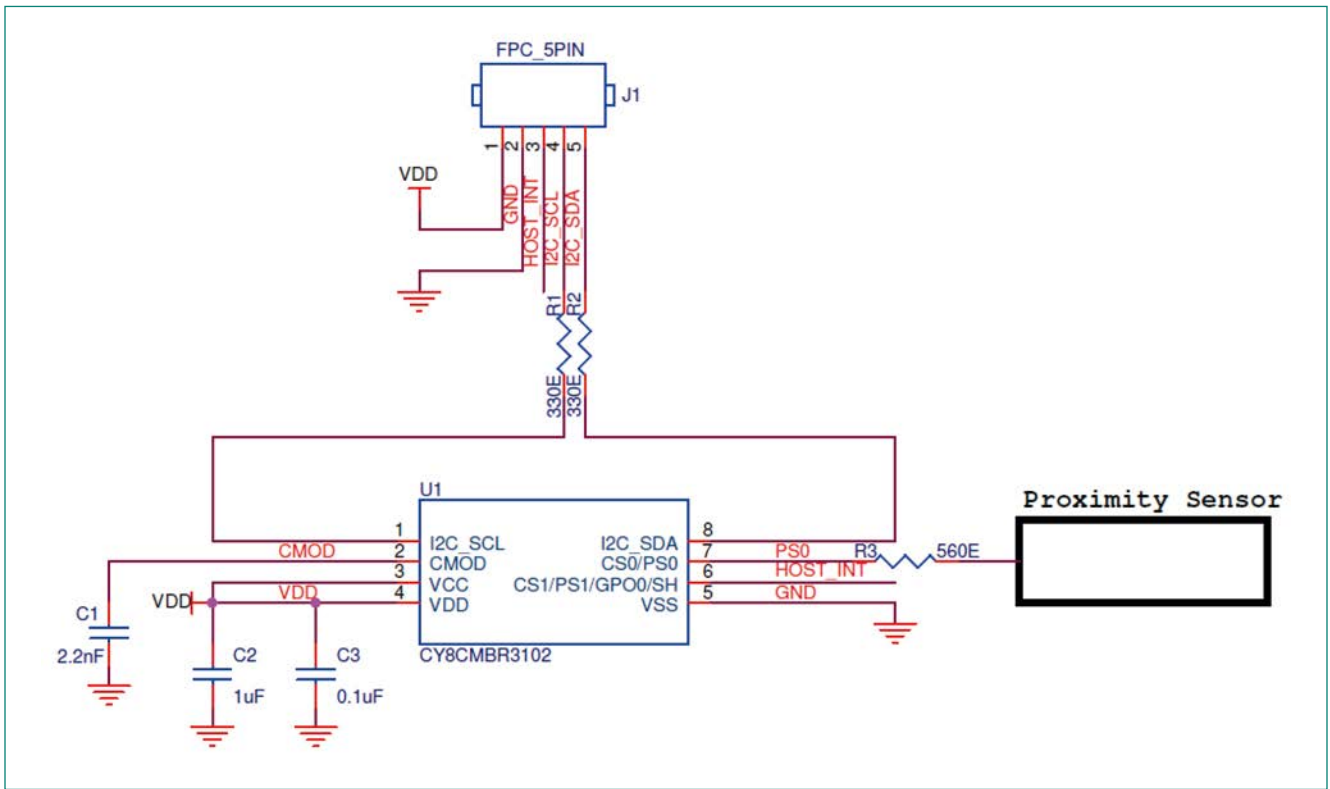 FPC_5PIN
J1
1
2
3
4
5
VDD
GND
HOST_INT
I2C_SCL
I2C_SDA
R1
R2
330E
330E
U1
Proximity Sensor
1
I2C_SCL
I2C_SDA
8
CMOD
2
CMOD
CS0/PS0
7
PS0
R3
560E
3
VCC
CS1/PS1/GPO0/SH
6
HOST_INT
VDD
VDD
4
VDD
VSS
5
GND
C1
2.2nF
C2
1uF
C3
0.1uF
CY8CMBR3102